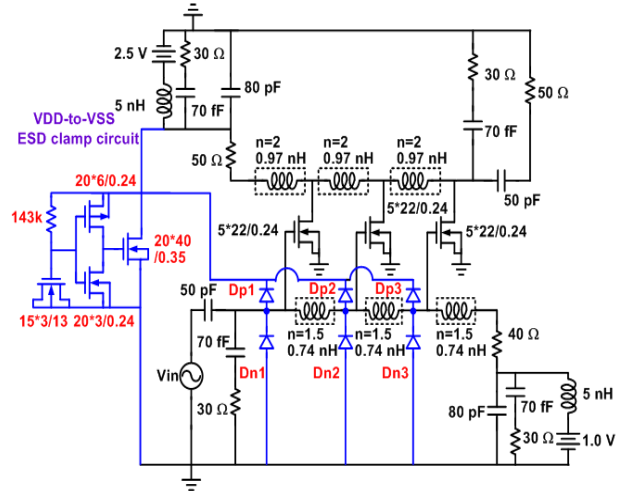 2.5 V
30 Ω
80 pF
30 Ω
50 Ω
5 nH
70 fF
70 fF
VDD-to-VSS
ESD clamp circuit
n=2
0.97 nH
n=2
0.97 nH
n=2
0.97 nH
50 Ω
50 pF
20*6/0.24
143k
20*40
/0.35
15*3/13
20*3/0.24
5*22/0.24
5*22/0.24
5*22/0.24
Dp1
Dp2
Dp3
50 pF
70 fF
n=1.5
0.74 nH
n=1.5
0.74 nH
n=1.5
0.74 nH
40 Ω
Vin
30 Ω
Dn1
Dn2
Dn3
80 pF
70 fF
5 nH
30 Ω
1.0 V